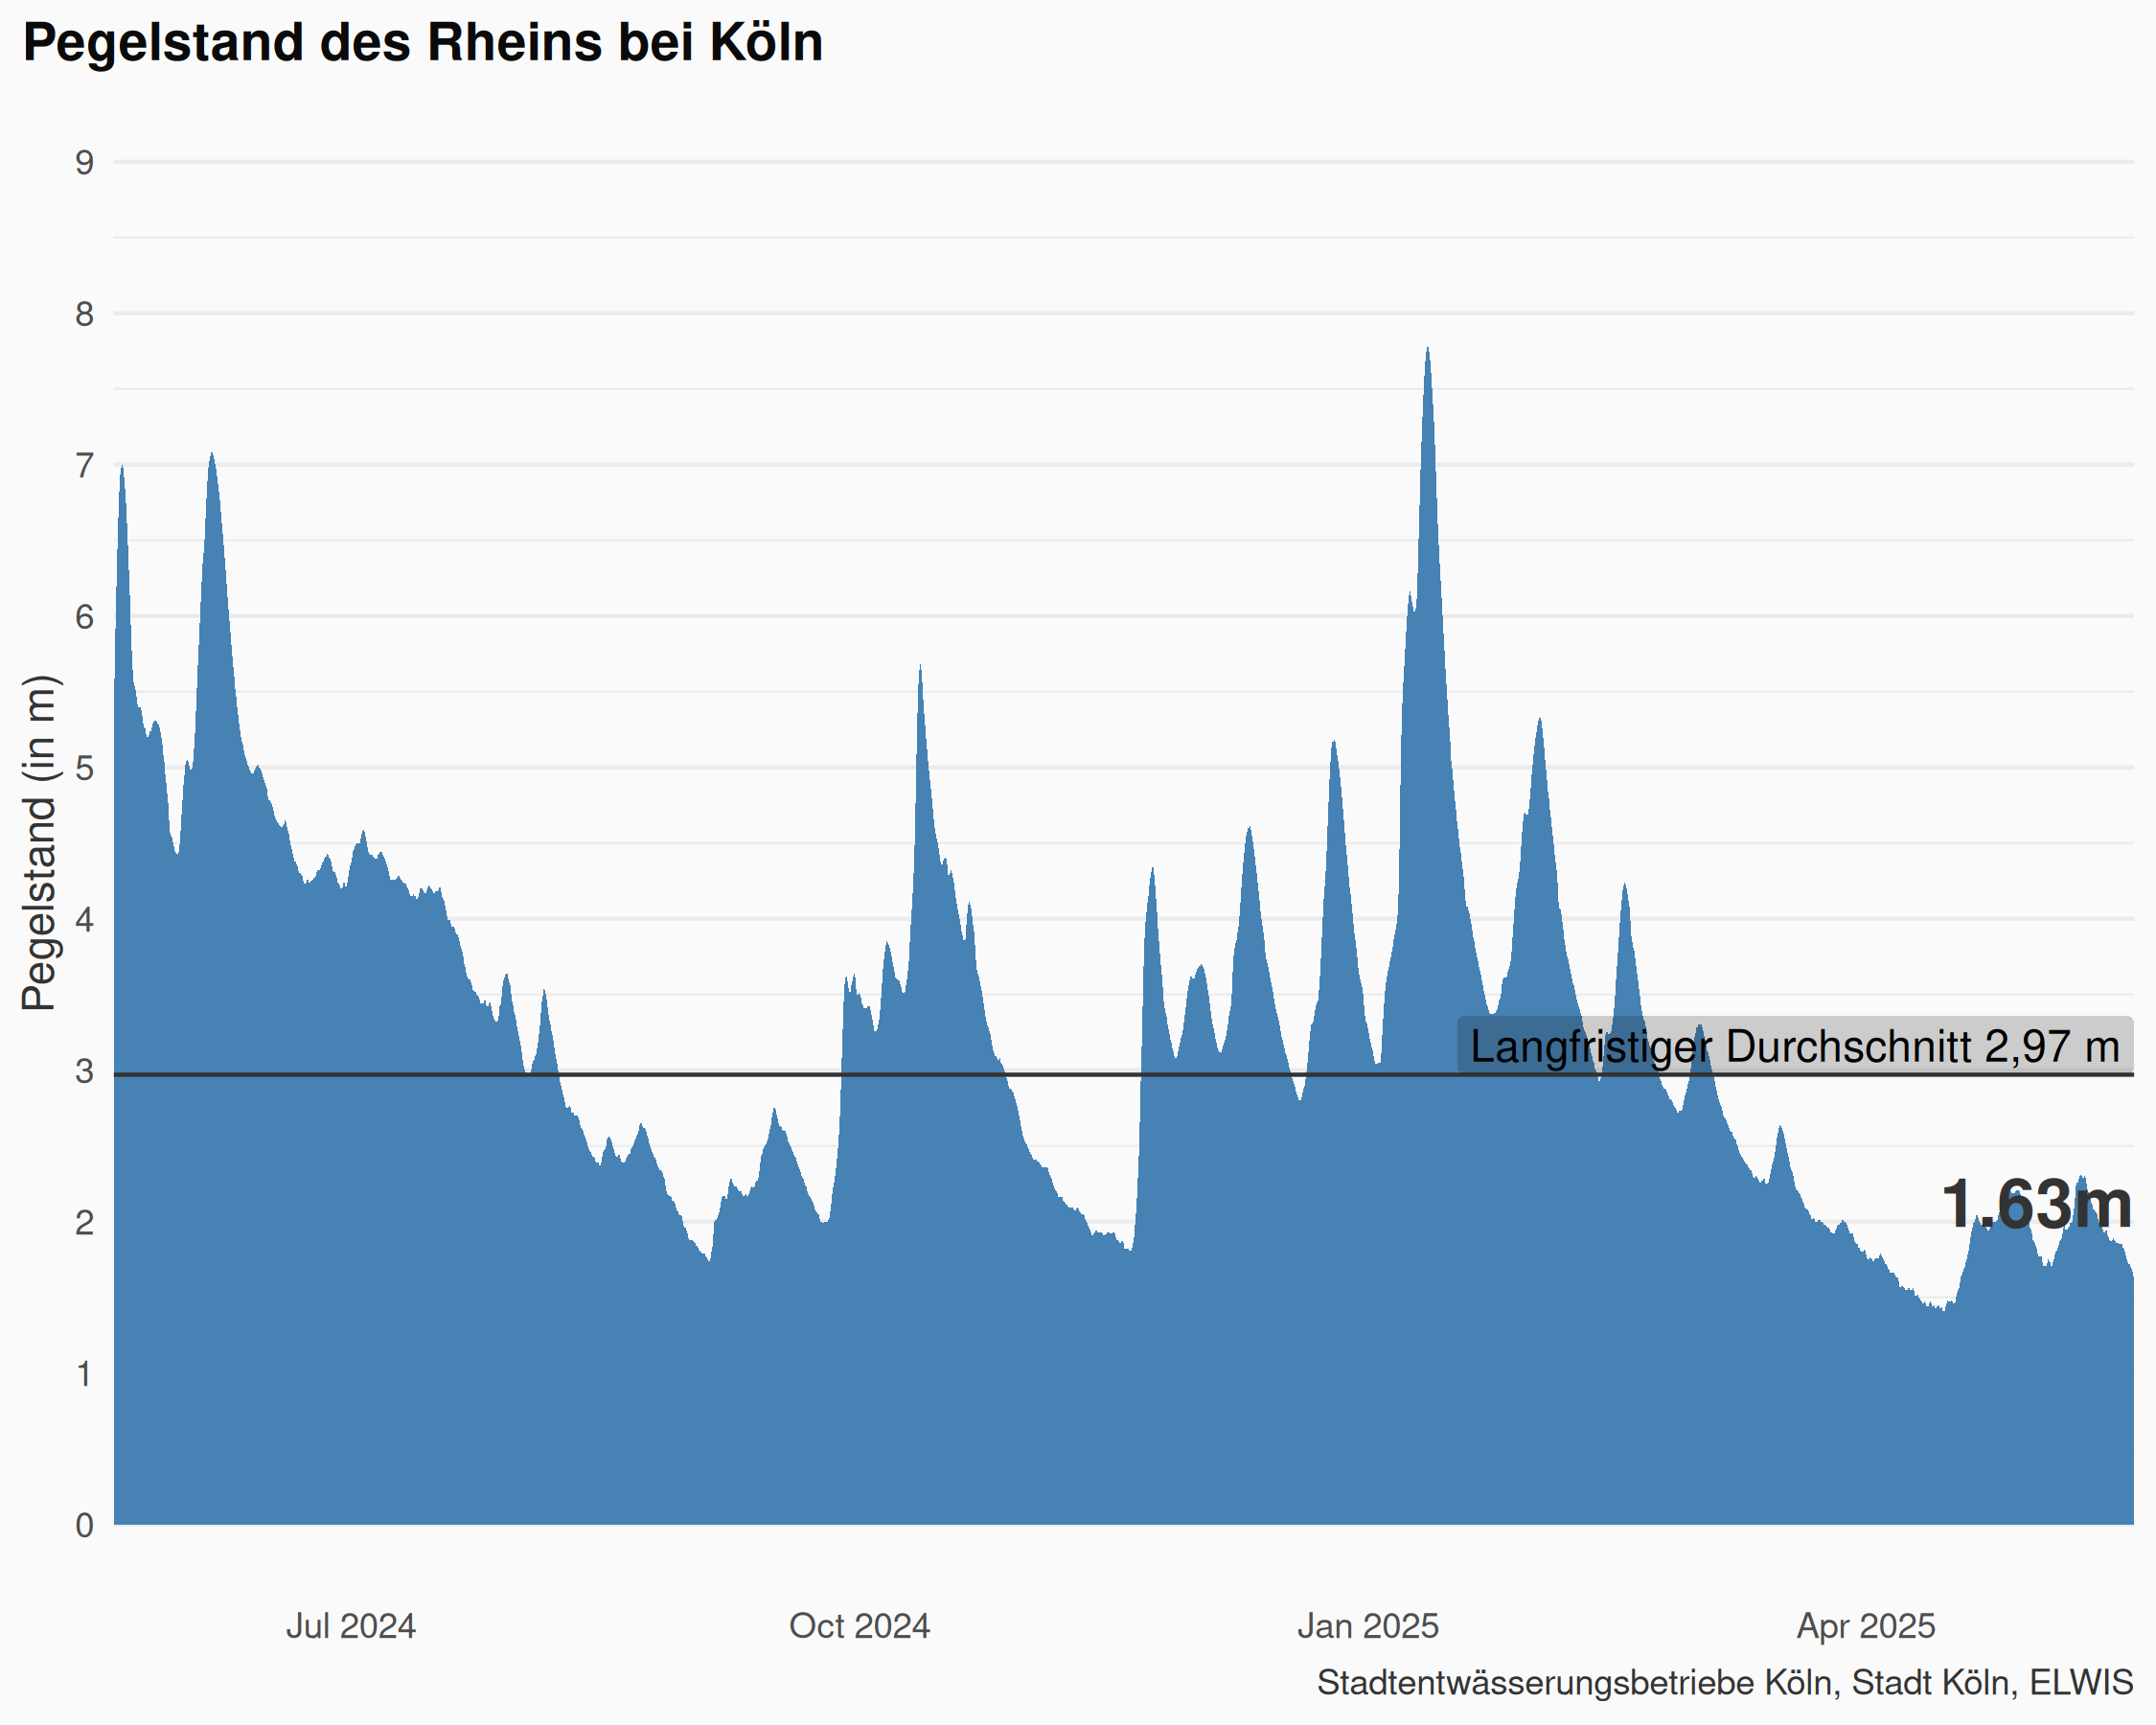 Pegelstand des Rheins bei Köln
Pegelstand (in m)
9
8
7
6
5
4
3
2
1
0
Langfristiger Durchschnitt 2,97 m
1.63m
Jul 2024
Oct 2024
Jan 2025
Apr 2025
Stadtentwässerungsbetriebe Köln, Stadt Köln, ELWIS